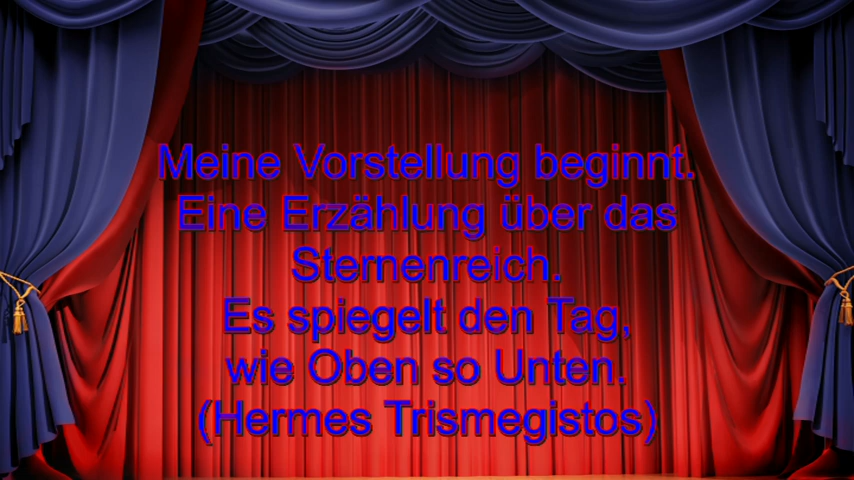 Meine Vorstellung beginnt.
Eine Erzählung über das
Sternenreich.
Es spiegelt den Tag,
wie Oben so Unten.
(Hermes Trismegistos)